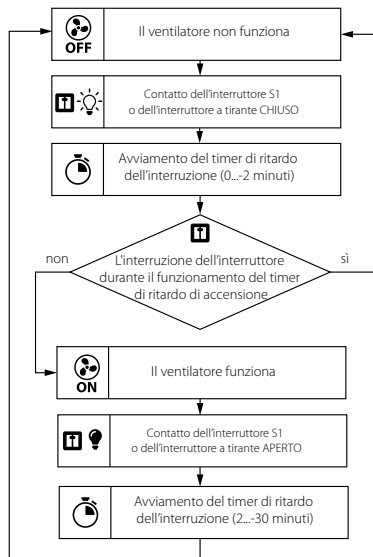 OFF
Il ventilatore non funziona
Contatto dell'interruttore S1
o dell'interruttore a tirante CHIUSO
Avviamento del timer di ritardo
dell'interruzione (0...-2 minuti)
non
L'interruzione dell'interruttore
durante il funzionamento del timer
di ritardo di accensione
sì
ON
Il ventilatore funziona
Contatto dell'interruttore S1
o dell'interruttore a tirante APERTO
Avviamento del timer di ritardo
dell'interruzione (2...-30 minuti)